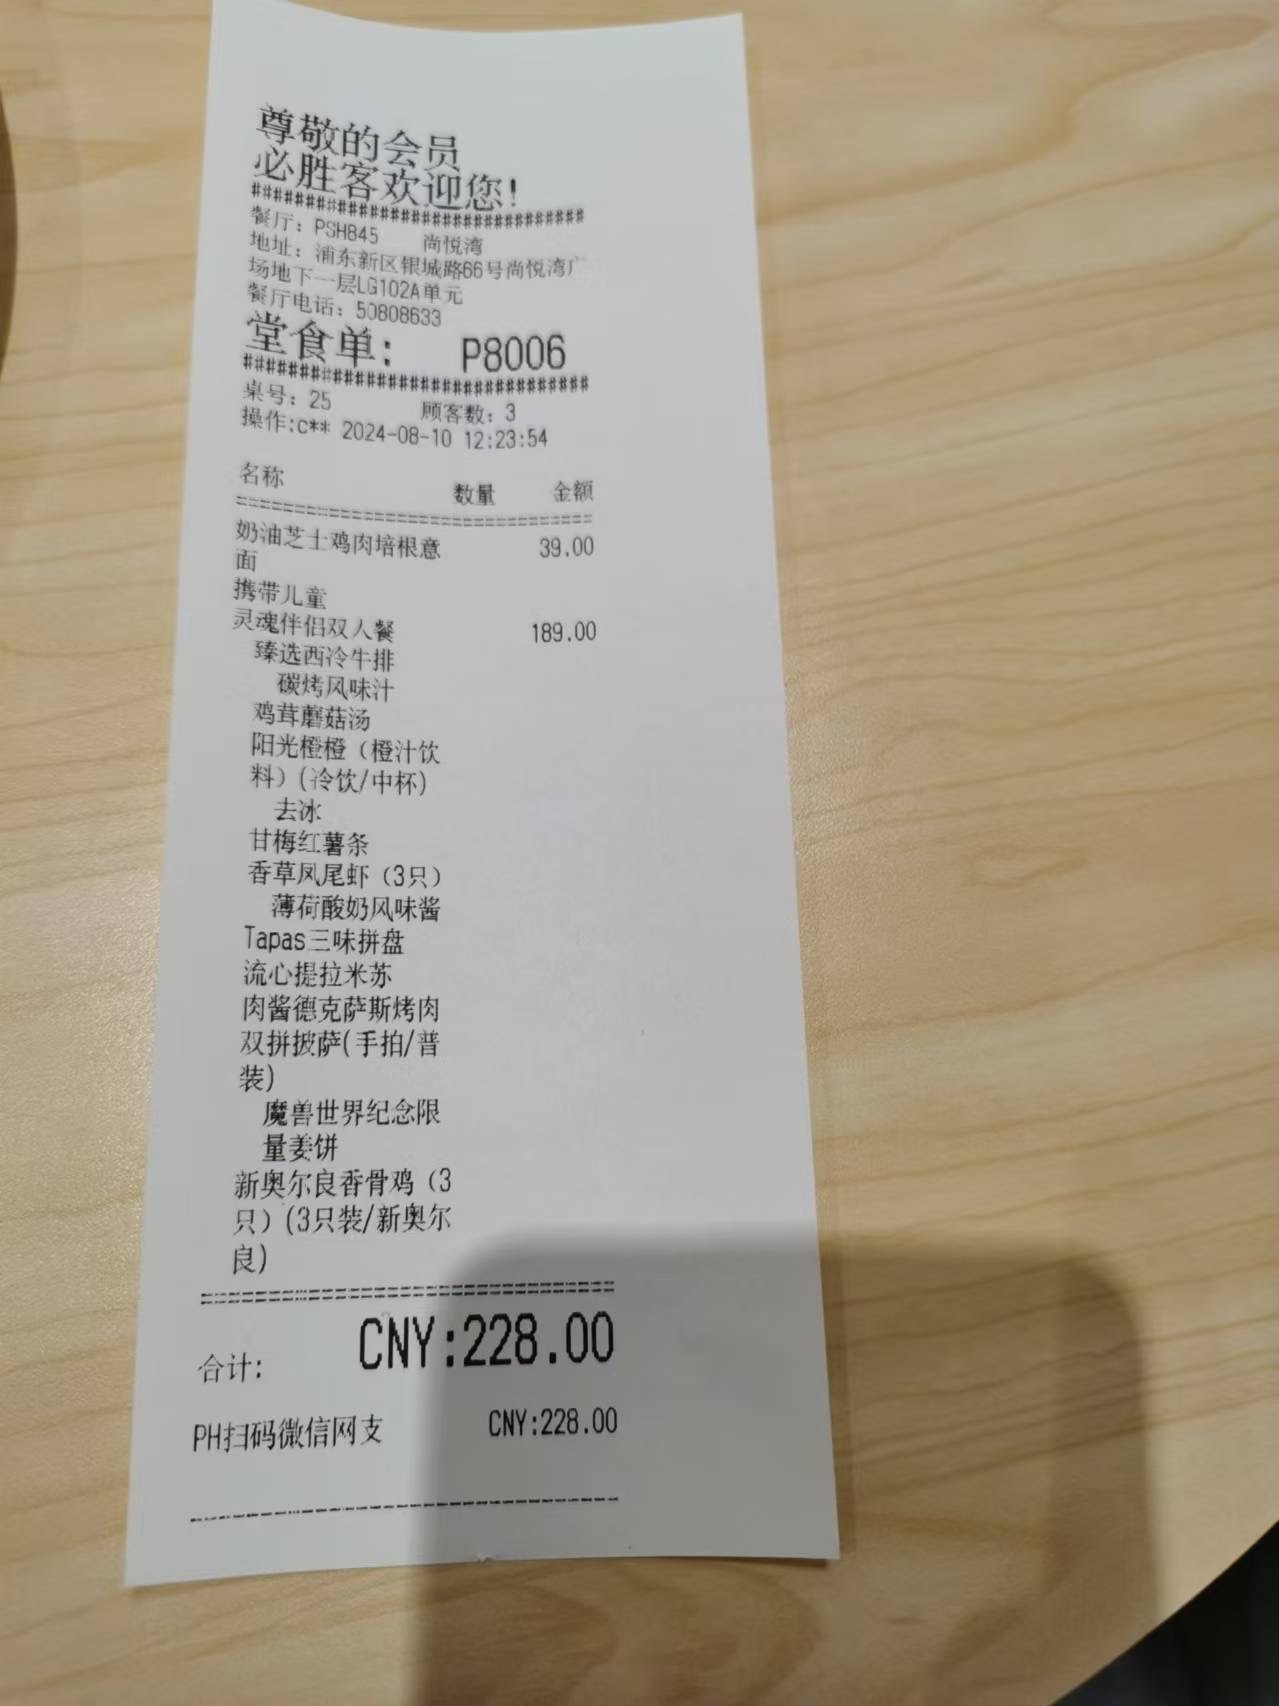 尊敬的会员
必胜客欢迎您!
###################################
餐厅: PSH845 尚悦湾
地址: 浦东新区银城路66号尚悦湾广
场地下一层LG102A单元
餐厅电话: 50808633
堂食单: P8006
###################################
桌号: 25 顾客数: 3
操作:c** 2024-08-10 12:23:54
名称 数量 金额
奶油芝士鸡肉培根意 39.00
面
携带儿童
灵魂伴侣双人餐 189.00
臻选西冷牛排
碳烤风味汁
鸡茸蘑菇汤
阳光橙橙（橙汁饮
料）(冷饮/中杯)
去冰
甘梅红薯条
香草凤尾虾（3只）
薄荷酸奶风味酱
Tapas三味拼盘
流心提拉米苏
肉酱德克萨斯烤肉
双拼披萨(手拍/普
装)
魔兽世界纪念限
量姜饼
新奥尔良香骨鸡（3
只）(3只装/新奥尔
良)
合计: CNY:228.00
PH扫码微信网支 CNY:228.00